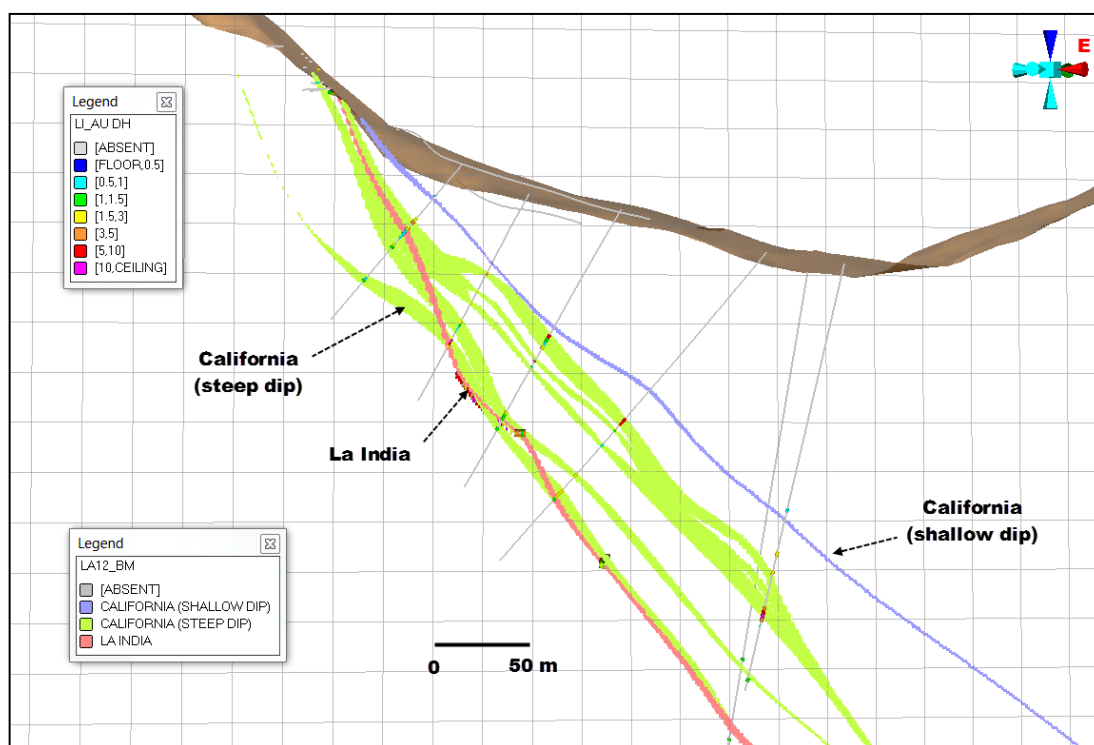 E
Legend
LI_AU DH
[ABSENT]
[FLOOR,0.5]
[0.5,1]
[1,1.5]
[1.5,3]
[3,5]
[5,10]
[10,CEILING]
California
(steep dip)
La India
California
(shallow dip)
Legend
LA12_BM
[ABSENT]
CALIFORNIA (SHALLOW DIP)
CALIFORNIA (STEEP DIP)
LA INDIA
0 50 m